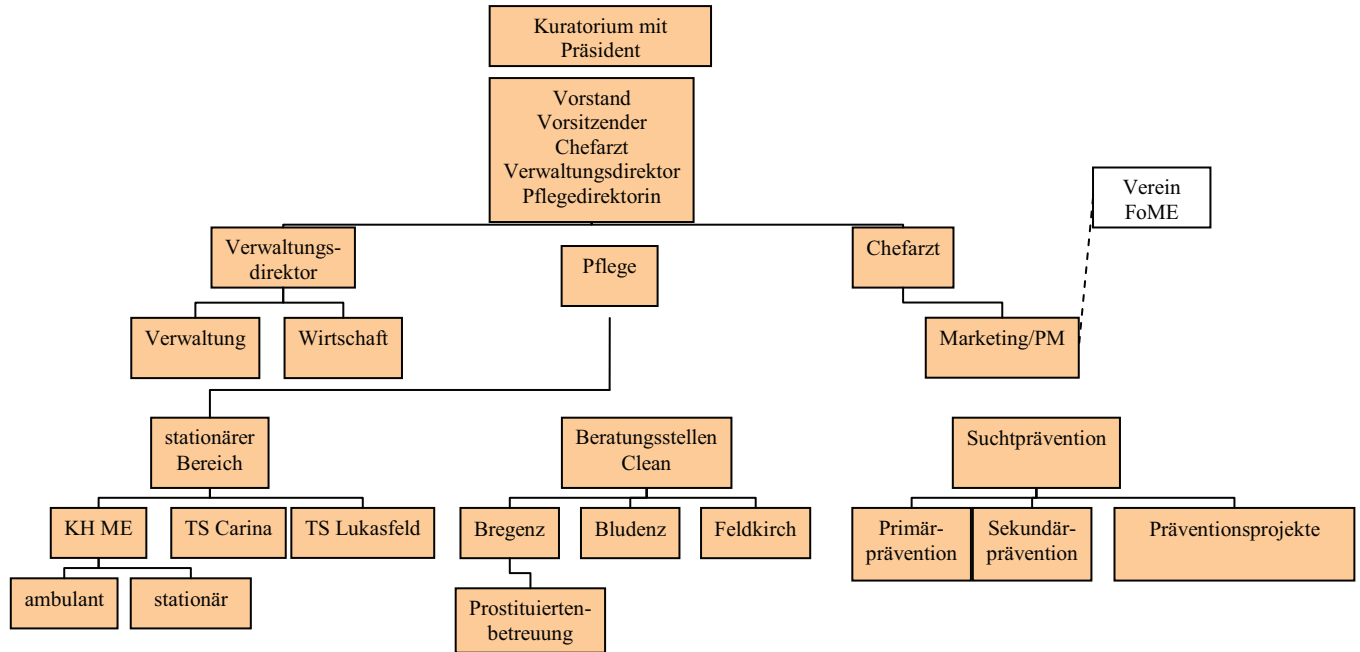 Kuratorium mit
Präsident
Vorstand
Vorsitzender
Chefarzt
Verwaltungsdirektor
Pflegedirektorin
Verein
FoME
Verwaltungs-
direktor
Pflege
Chefarzt
Verwaltung
Wirtschaft
Marketing/PM
stationärer
Bereich
Beratungsstellen
Clean
Suchtprävention
KH ME
TS Carina
TS Lukasfeld
Bregenz
Bludenz
Feldkirch
Primär-
prävention
Sekundär-
prävention
Präventionsprojekte
ambulant
stationär
Prostituierten-
betreuung